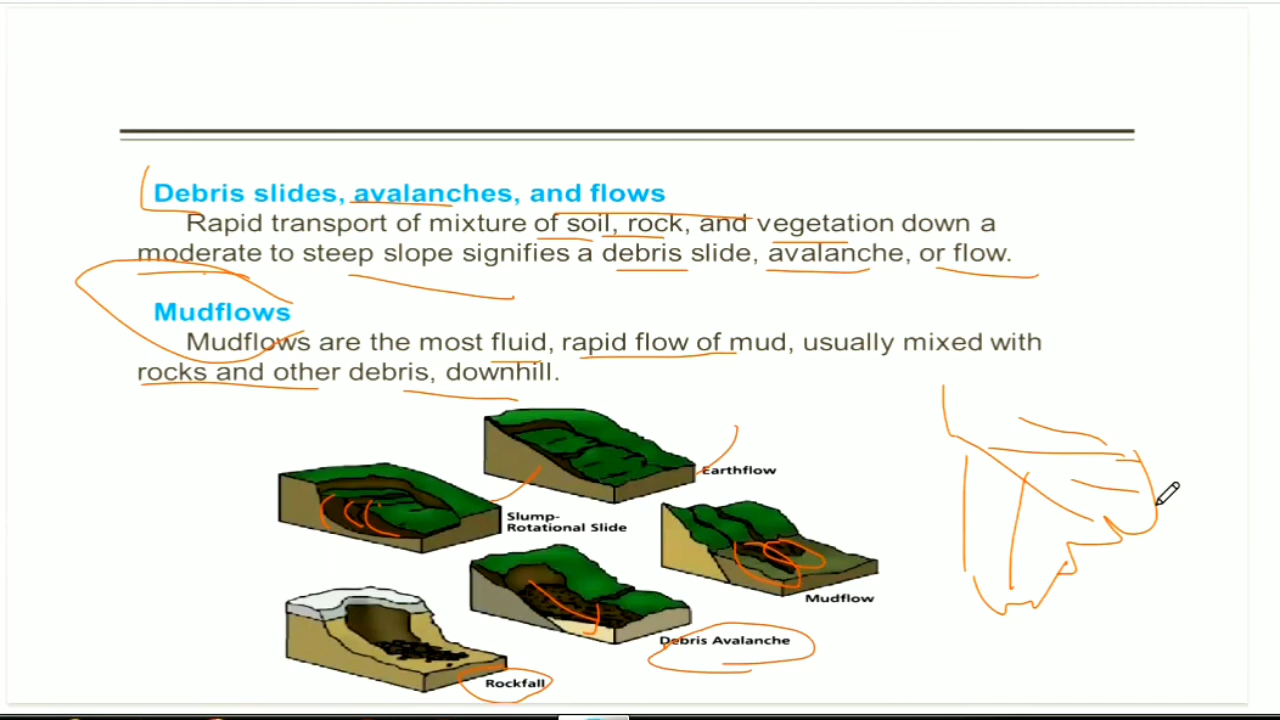 Debris slides, avalanches, and flows
Rapid transport of mixture of soil, rock, and vegetation down a
moderate to steep slope signifies a debris slide, avalanche, or flow.
Mudflows
Mudflows are the most fluid, rapid flow of mud, usually mixed with
rocks and other debris, downhill.
Earthflow
Slump-
Rotational Slide
Mudflow
Debris Avalanche
Rockfall